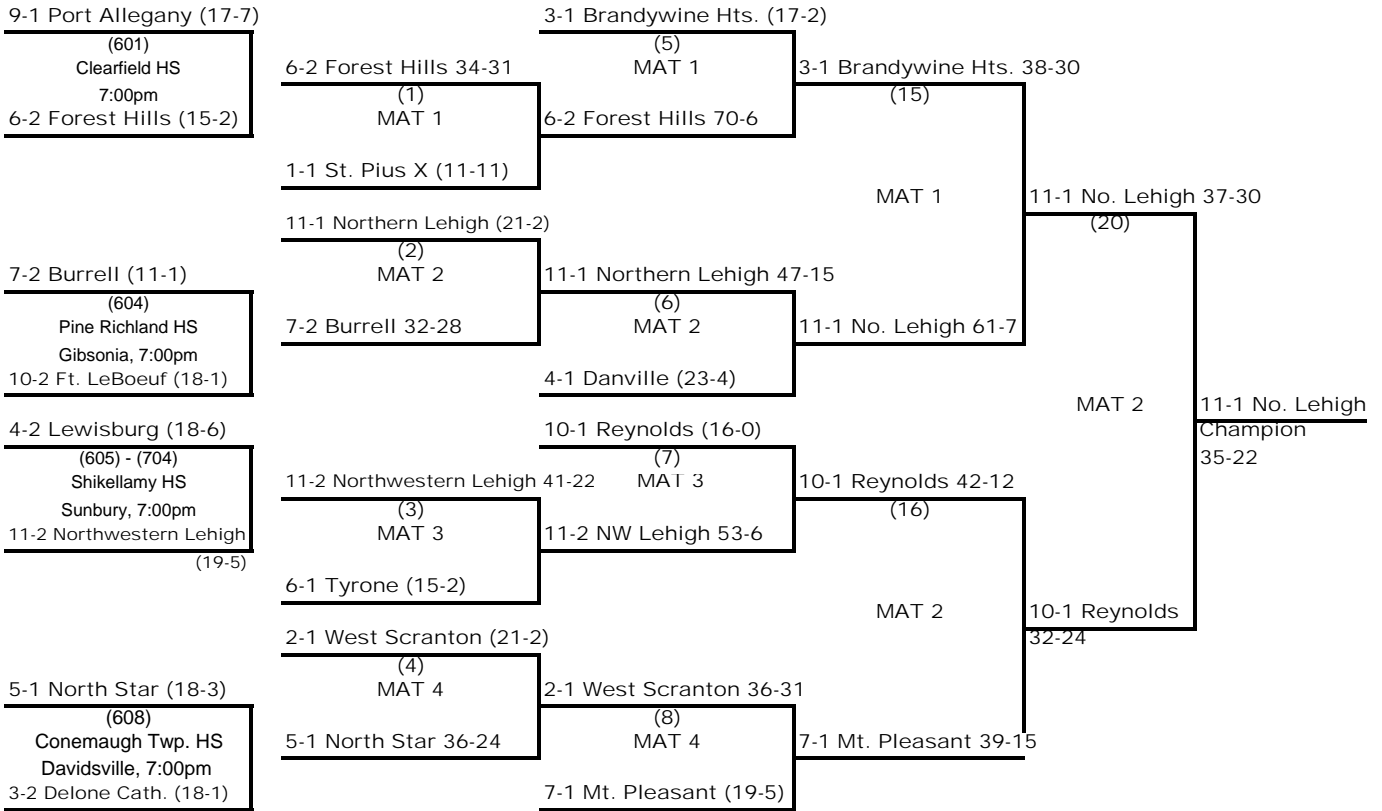 9-1 Port Allegany (17-7)
(601)
Clearfield HS
7:00pm
6-2 Forest Hills (15-2)
7-2 Burrell (11-1)
(604)
Pine Richland HS
Gibsonia, 7:00pm
10-2 Ft. LeBoeuf (18-1)
4-2 Lewisburg (18-6)
(605) - (704)
Shikellamy HS
Sunbury, 7:00pm
11-2 Northwestern Lehigh
(19-5)
5-1 North Star (18-3)
(608)
Conemaugh Twp. HS
Davidsville, 7:00pm
3-2 Delone Cath. (18-1)
6-2 Forest Hills 34-31
(1)
MAT 1
1-1 St. Pius X (11-11)
11-1 Northern Lehigh (21-2)
(2)
MAT 2
7-2 Burrell 32-28
11-2 Northwestern Lehigh 41-22
(3)
MAT 3
6-1 Tyrone (15-2)
2-1 West Scranton (21-2)
(4)
MAT 4
5-1 North Star 36-24
3-1 Brandywine Hts. (17-2)
(5)
MAT 1
6-2 Forest Hills 70-6
11-1 Northern Lehigh 47-15
(6)
MAT 2
4-1 Danville (23-4)
10-1 Reynolds (16-0)
(7)
MAT 3
11-2 NW Lehigh 53-6
2-1 West Scranton 36-31
(8)
MAT 4
7-1 Mt. Pleasant (19-5)
3-1 Brandywine Hts. 38-30
(15)
MAT 1
11-1 No. Lehigh 61-7
10-1 Reynolds 42-12
(16)
MAT 2
7-1 Mt. Pleasant 39-15
11-1 No. Lehigh 37-30
(20)
MAT 2
10-1 Reynolds
32-24
11-1 No. Lehigh
Champion
35-22